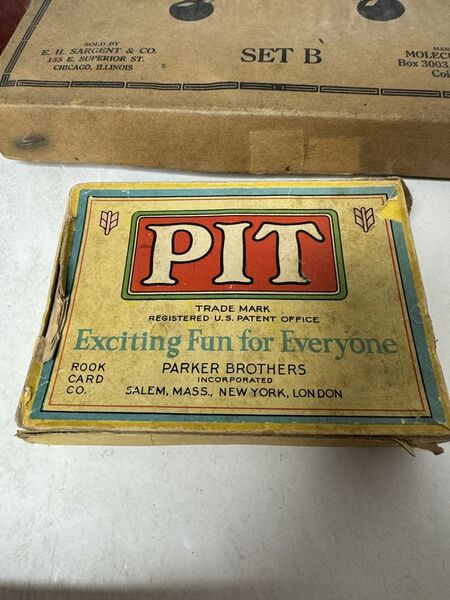 SOLD BY
E. H. SARGENT & CO.
155 E. SUPERIOR ST.
CHICAGO, ILLINOIS
SET B
MOLEC
Box 3003,
PIT
TRADE MARK
REGISTERED U.S. PATENT OFFICE
Exciting Fun for Everyone
ROOK
CARD
CO.
PARKER BROTHERS
INCORPORATED
SALEM, MASS., NEW YORK, LONDON